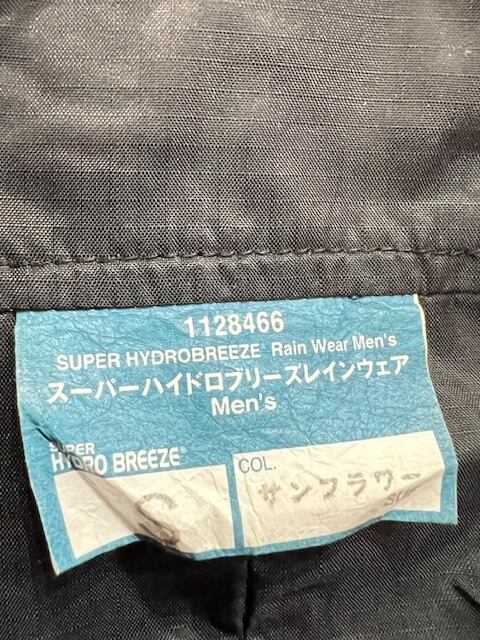 1128466
SUPER HYDROBREEZE Rain Wear Men's
スーパーハイドロブリーズレインウェア
Men's
SUPER
HYDRO BREEZE®
S
COL.
サンフラワー